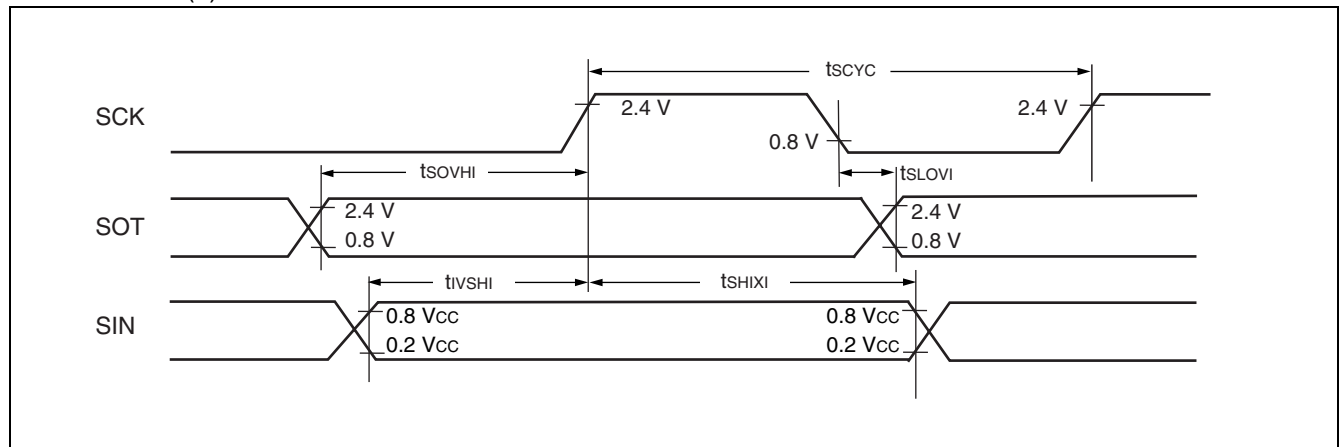 (s)
tSCYC
SCK
2.4 V
2.4 V
0.8 V
tSOVHI
tSLOVI
SOT
2.4 V
2.4 V
0.8 V
0.8 V
tIVSHI
tSHIXI
SIN
0.8 VCC
0.8 VCC
0.2 VCC
0.2 VCC